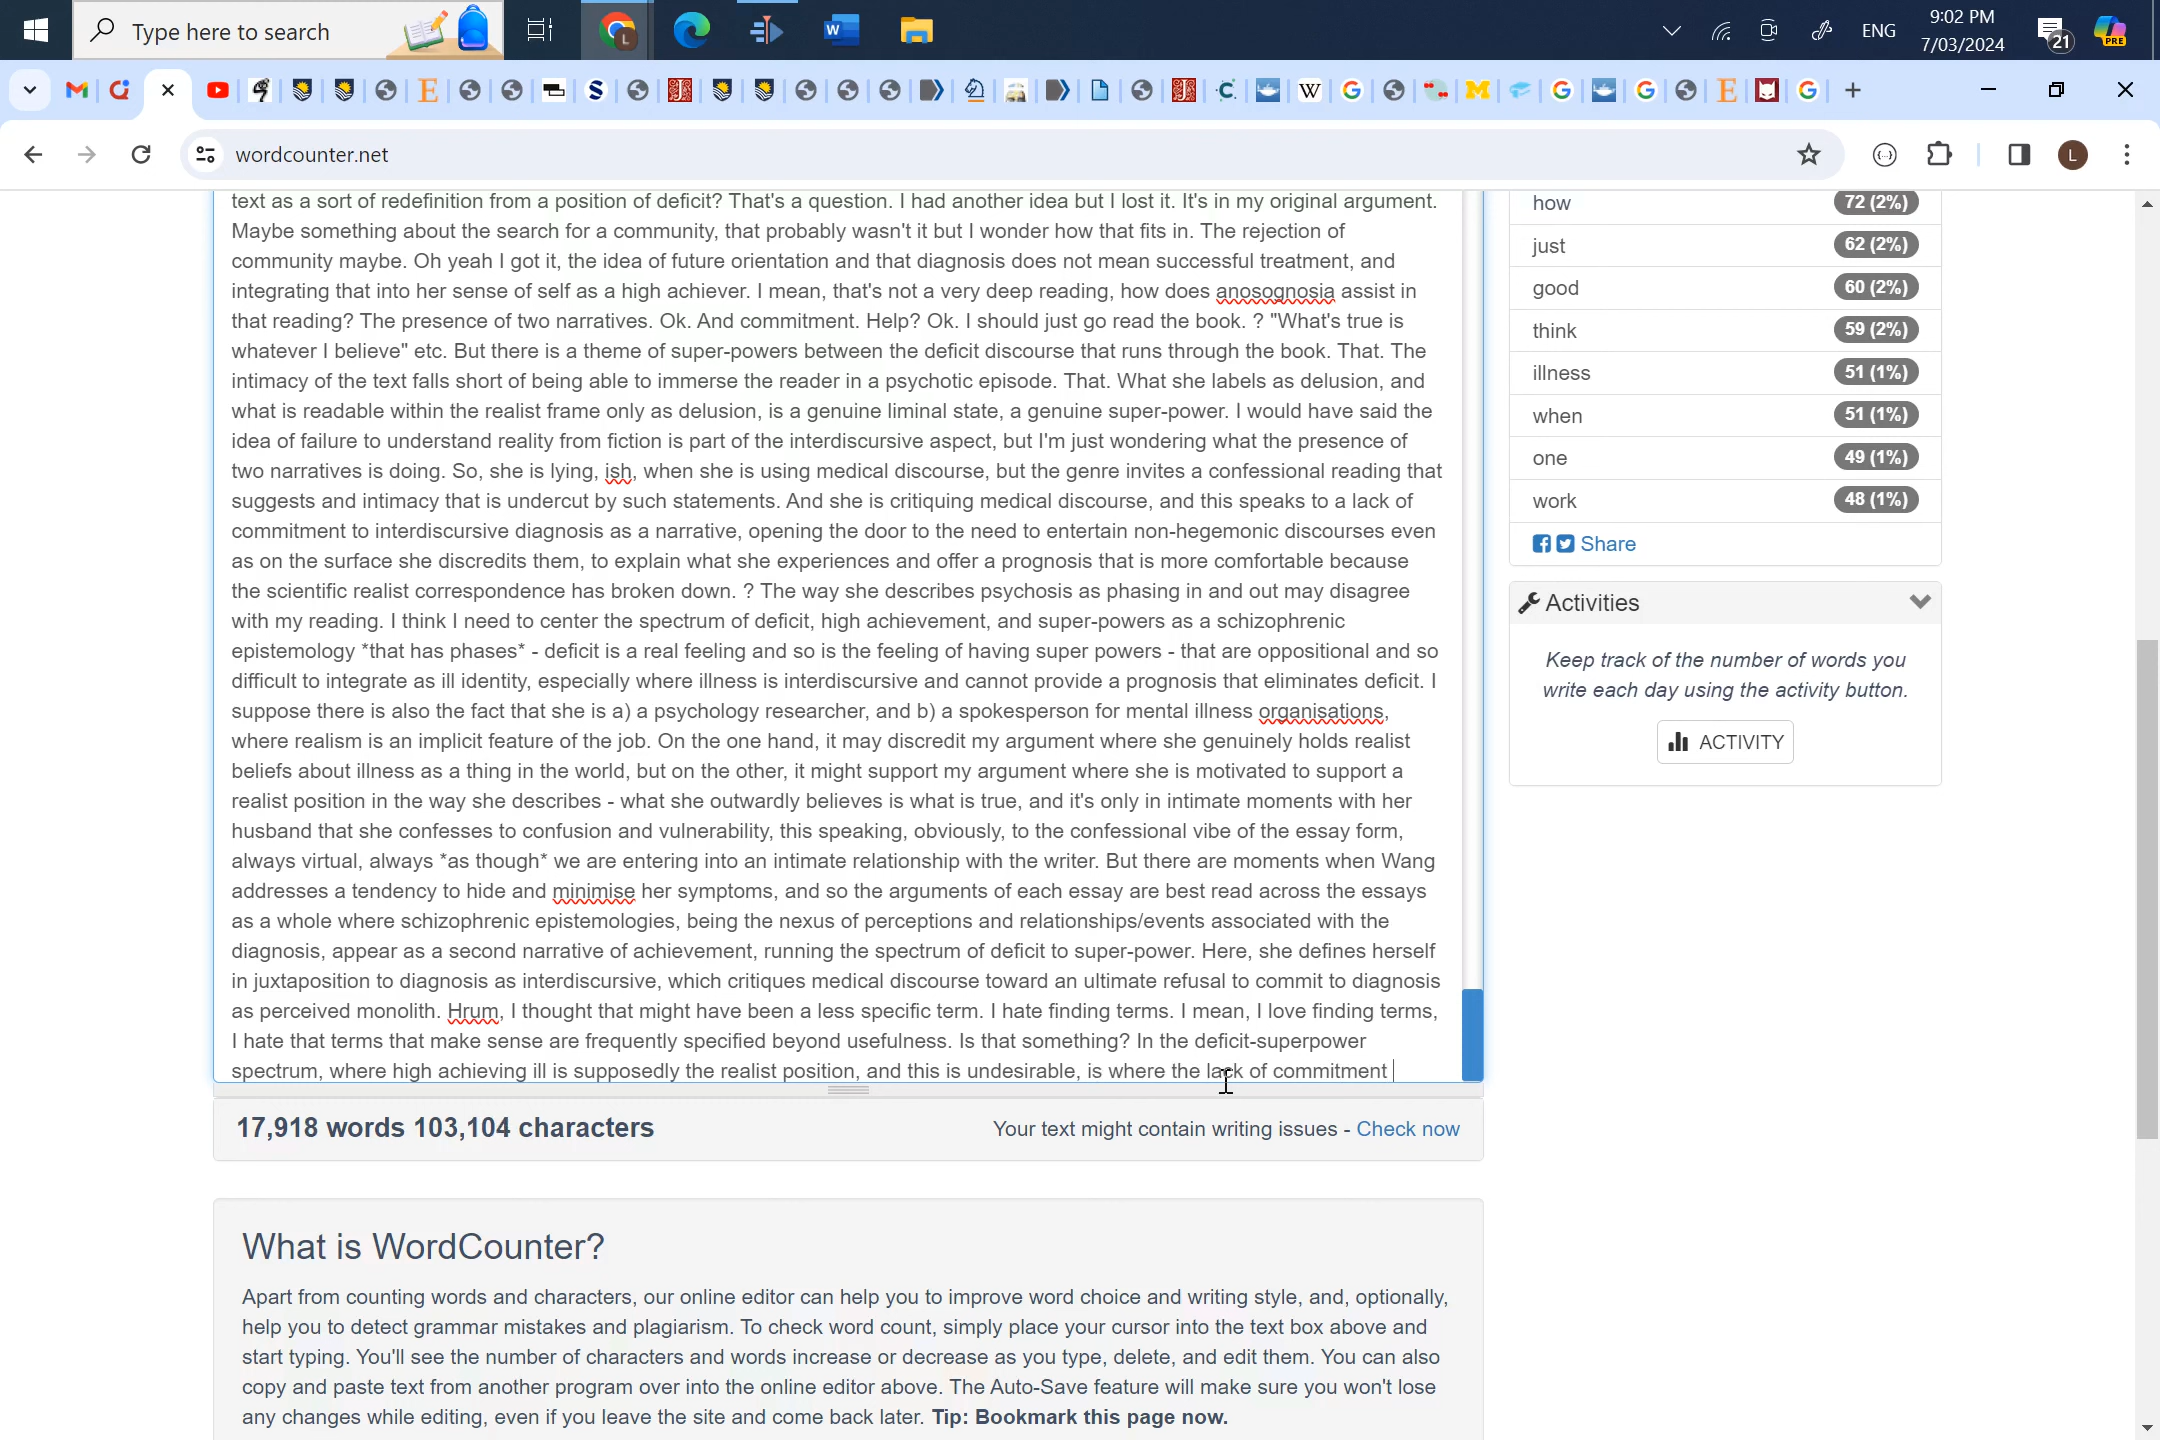 Type here to search
ENG
9:02 PM
7/03/2024
21
PRE
wordcounter.net
text as a sort of redefinition from a position of deficit? That's a question. I had another idea but I lost it. It's in my original argument.
Maybe something about the search for a community, that probably wasn't it but I wonder how that fits in. The rejection of
community maybe. Oh yeah I got it, the idea of future orientation and that diagnosis does not mean successful treatment, and
integrating that into her sense of self as a high achiever. I mean, that's not a very deep reading, how does anosognosia assist in
that reading? The presence of two narratives. Ok. And commitment. Help? Ok. I should just go read the book. ? "What's true is
whatever I believe" etc. But there is a theme of super-powers between the deficit discourse that runs through the book. That. The
intimacy of the text falls short of being able to immerse the reader in a psychotic episode. That. What she labels as delusion, and
what is readable within the realist frame only as delusion, is a genuine liminal state, a genuine super-power. I would have said the
idea of failure to understand reality from fiction is part of the interdiscursive aspect, but I'm just wondering what the presence of
two narratives is doing. So, she is lying, ish, when she is using medical discourse, but the genre invites a confessional reading that
suggests and intimacy that is undercut by such statements. And she is critiquing medical discourse, and this speaks to a lack of
commitment to interdiscursive diagnosis as a narrative, opening the door to the need to entertain non-hegemonic discourses even
as on the surface she discredits them, to explain what she experiences and offer a prognosis that is more comfortable because
the scientific realist correspondence has broken down. ? The way she describes psychosis as phasing in and out may disagree
with my reading. I think I need to center the spectrum of deficit, high achievement, and super-powers as a schizophrenic
epistemology *that has phases* - deficit is a real feeling and so is the feeling of having super powers - that are oppositional and so
difficult to integrate as ill identity, especially where illness is interdiscursive and cannot provide a prognosis that eliminates deficit. I
suppose there is also the fact that she is a) a psychology researcher, and b) a spokesperson for mental illness organisations,
where realism is an implicit feature of the job. On the one hand, it may discredit my argument where she genuinely holds realist
beliefs about illness as a thing in the world, but on the other, it might support my argument where she is motivated to support a
realist position in the way she describes - what she outwardly believes is what is true, and it's only in intimate moments with her
husband that she confesses to confusion and vulnerability, this speaking, obviously, to the confessional vibe of the essay form,
always virtual, always *as though* we are entering into an intimate relationship with the writer. But there are moments when Wang
addresses a tendency to hide and minimise her symptoms, and so the arguments of each essay are best read across the essays
as a whole where schizophrenic epistemologies, being the nexus of perceptions and relationships/events associated with the
diagnosis, appear as a second narrative of achievement, running the spectrum of deficit to super-power. Here, she defines herself
in juxtaposition to diagnosis as interdiscursive, which critiques medical discourse toward an ultimate refusal to commit to diagnosis
as perceived monolith. Hrum, I thought that might have been a less specific term. I hate finding terms. I mean, I love finding terms,
I hate that terms that make sense are frequently specified beyond usefulness. Is that something? In the deficit-superpower
spectrum, where high achieving ill is supposedly the realist position, and this is undesirable, is where the lack of commitment
17,918 words 103,104 characters
Your text might contain writing issues - Check now
What is WordCounter?
Apart from counting words and characters, our online editor can help you to improve word choice and writing style, and, optionally,
help you to detect grammar mistakes and plagiarism. To check word count, simply place your cursor into the text box above and
start typing. You'll see the number of characters and words increase or decrease as you type, delete, and edit them. You can also
copy and paste text from another program over into the online editor above. The Auto-Save feature will make sure you won't lose
any changes while editing, even if you leave the site and come back later. Tip: Bookmark this page now.
how 72 (2%)
just 62 (2%)
good 60 (2%)
think 59 (2%)
illness 51 (1%)
when 51 (1%)
one 49 (1%)
work 48 (1%)
Share
Activities
Keep track of the number of words you
write each day using the activity button.
ACTIVITY